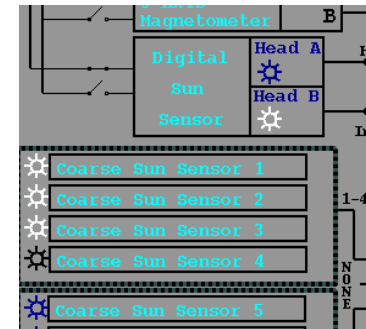 Magnetometer
B
Digital
Sun
Sensor
Head A
Head B
Coarse Sun Sensor 1
Coarse Sun Sensor 2
Coarse Sun Sensor 3
Coarse Sun Sensor 4
Coarse Sun Sensor 5
1-4
NONE